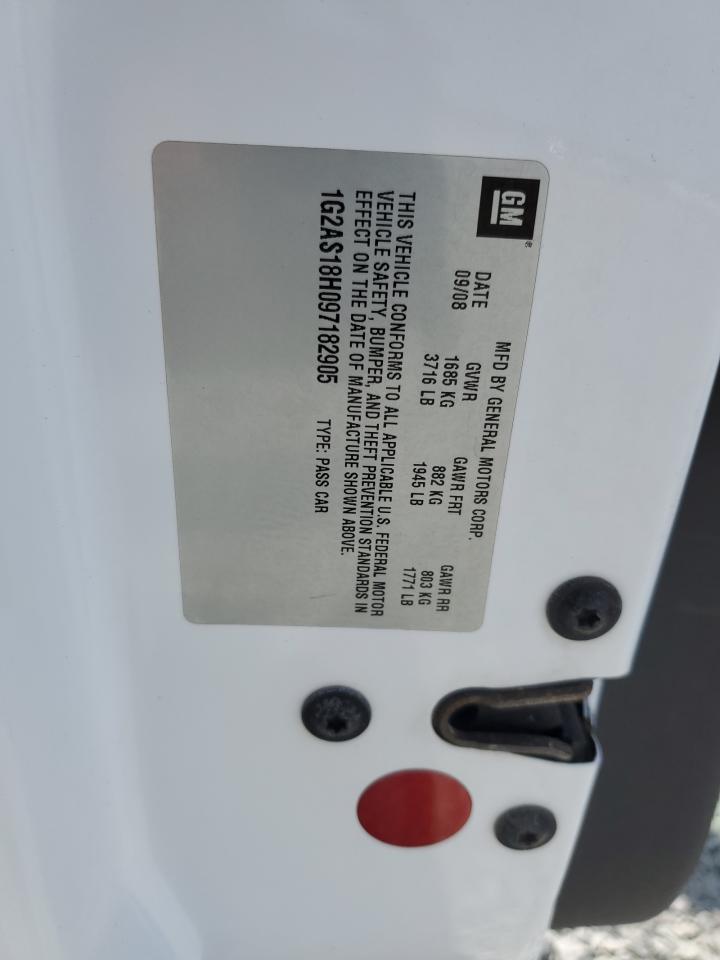 GM
®
MFD BY GENERAL MOTORS CORP.
DATE GVWR GAWR FRT GAWR RR
09/08 1685 KG 882 KG 803 KG
3716 LB 1945 LB 1771 LB
THIS VEHICLE CONFORMS TO ALL APPLICABLE U.S. FEDERAL MOTOR
VEHICLE SAFETY, BUMPER, AND THEFT PREVENTION STANDARDS IN
EFFECT ON THE DATE OF MANUFACTURE SHOWN ABOVE.
1G2AS18H097182905 TYPE: PASS CAR